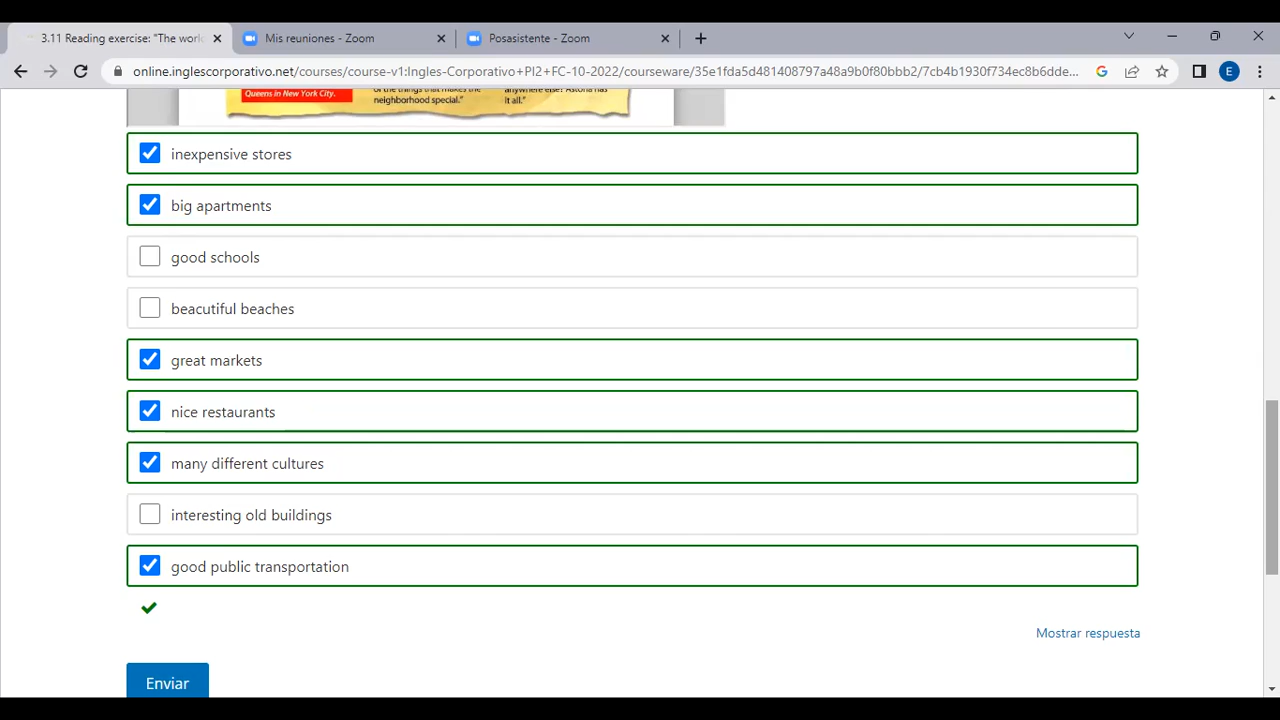 3.11 Reading exercise: "The work
Mis reuniones - Zoom
Posasistente - Zoom
online.inglescorporativo.net/courses/course-v1:Ingles-Corporativo+PI2+FC-10-2022/courseware/35e1fda5d481408797a48a9b0f80bbb2/7cb4b1930f734ec8b6dde...
G
E
of the things that makes the
neighborhood special."
anywhere else? Astoria has
it all."
Queens in New York City.
inexpensive stores
big apartments
good schools
beacutiful beaches
great markets
nice restaurants
many different cultures
interesting old buildings
good public transportation
Mostrar respuesta
Enviar